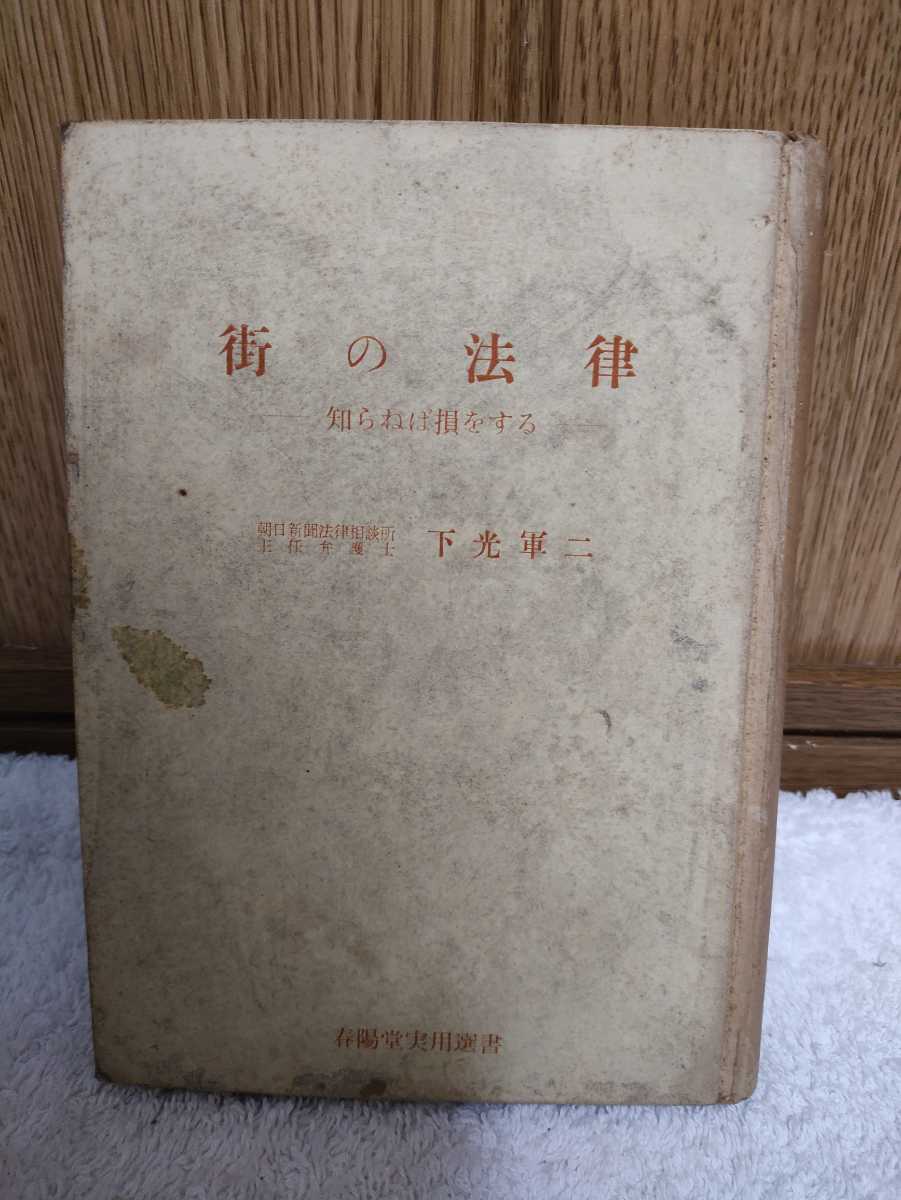 街の法律
知らねば損をする
朝日新聞法律相談所
主任弁護士
下光軍二
春陽堂実用選書